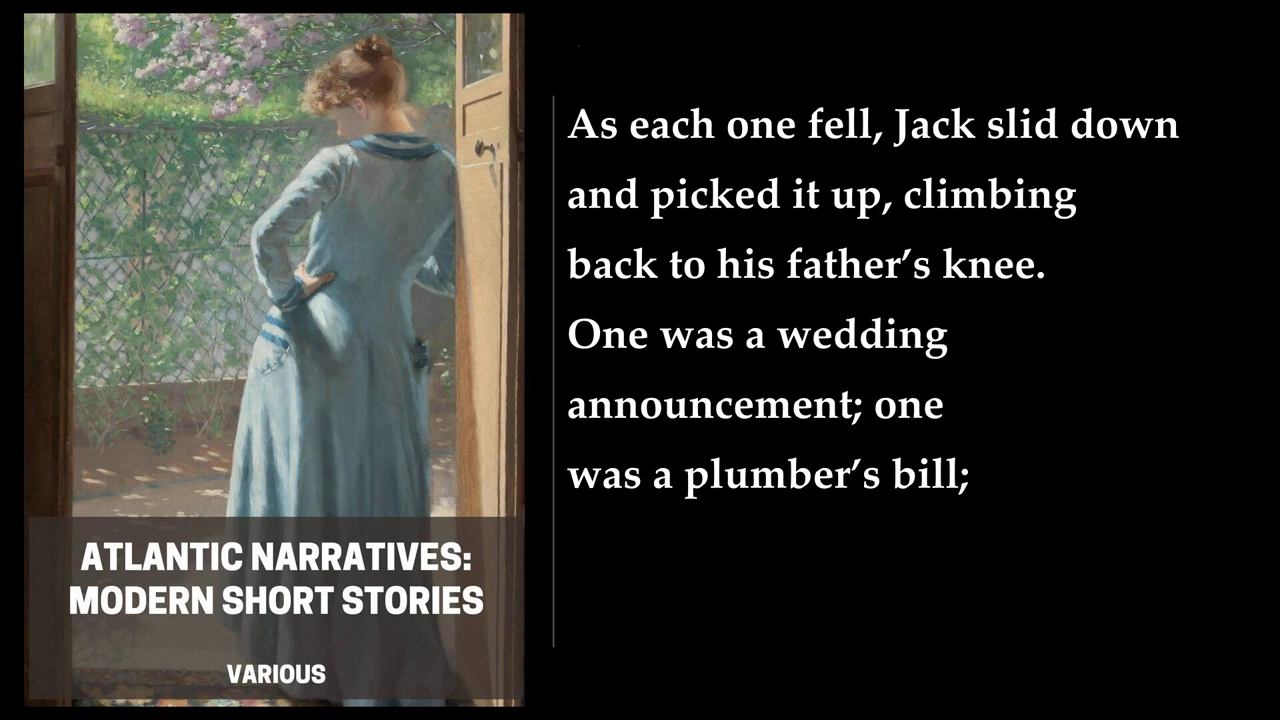 ATLANTIC NARRATIVES:
MODERN SHORT STORIES
VARIOUS
As each one fell, Jack slid down
and picked it up, climbing
back to his father’s knee.
One was a wedding
announcement; one
was a plumber’s bill;